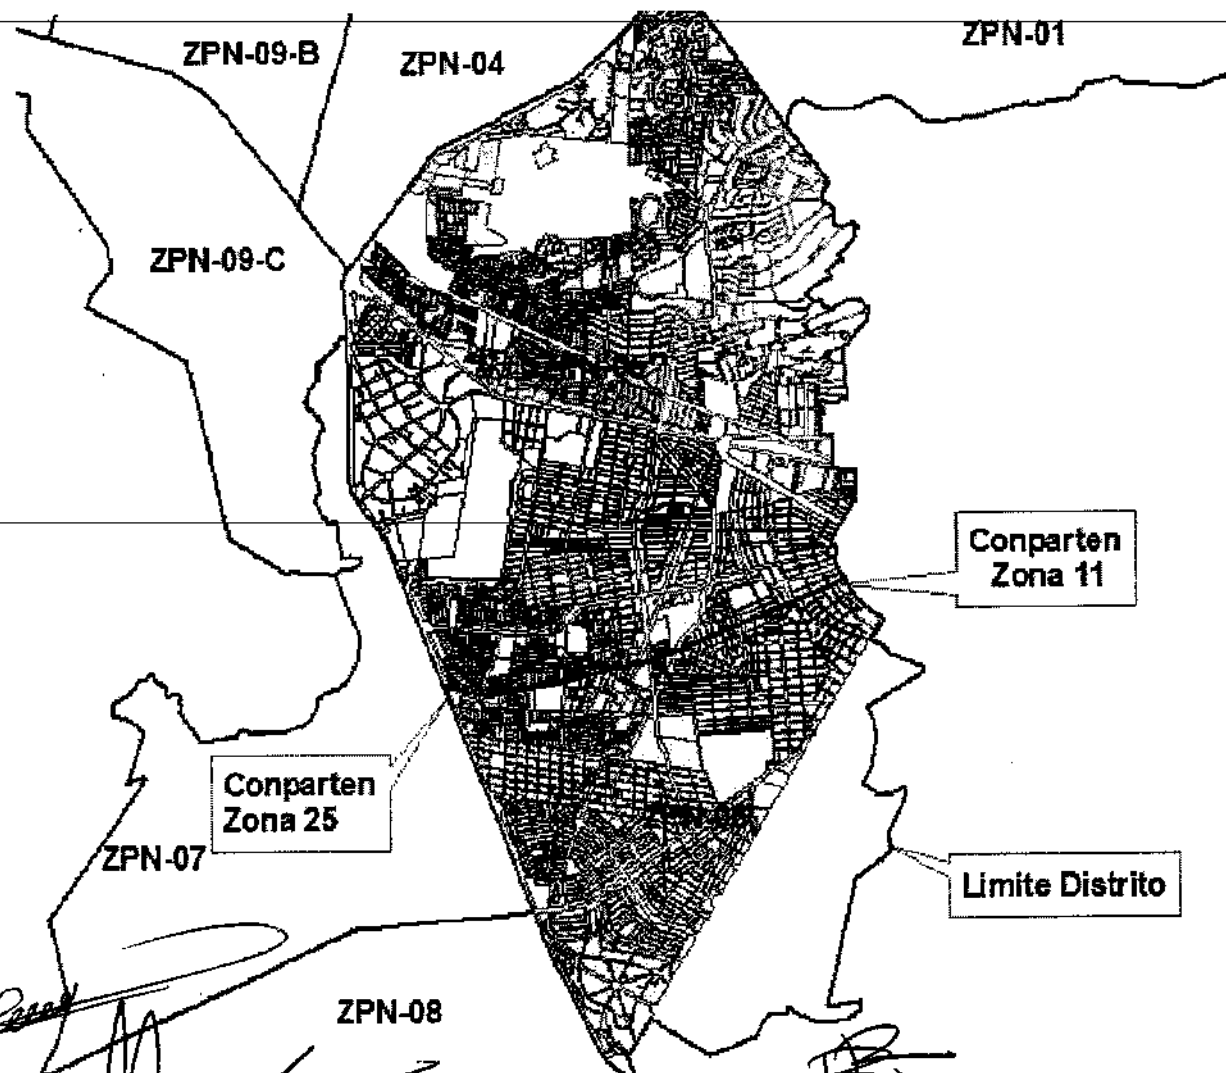 ZPN-01
ZPN-09-B
ZPN-04
ZPN-09-C
Conparten
Zona 11
Conparten
Zona 25
ZPN-07
Limite Distrito
ZPN-08